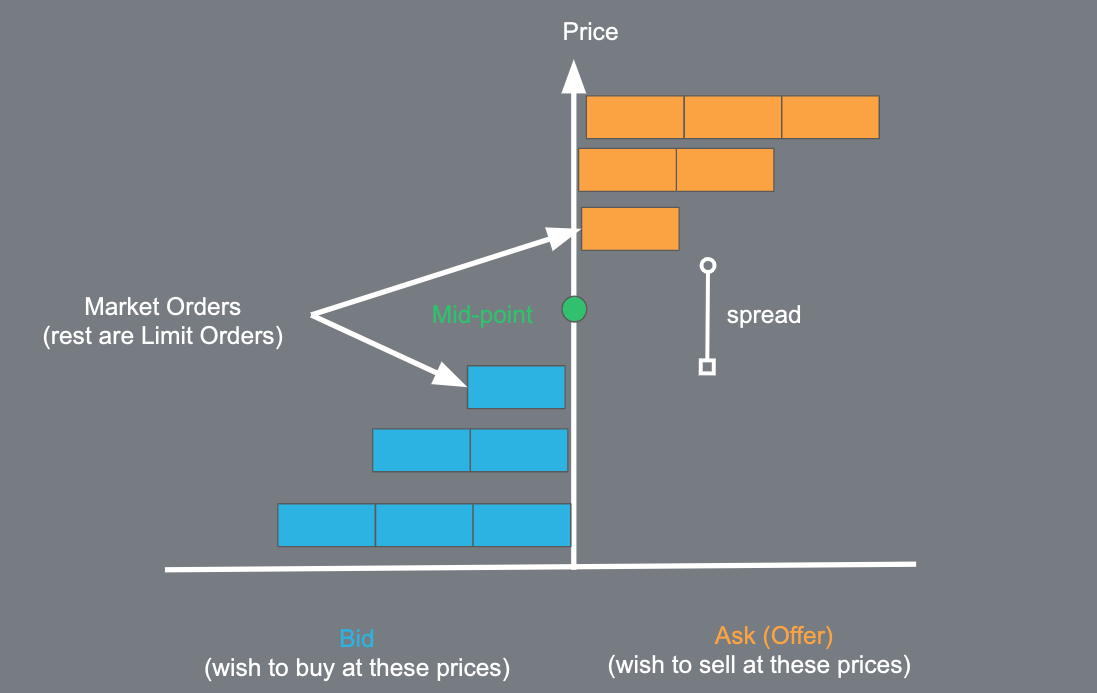 Price
Market Orders
(rest are Limit Orders)
Mid-point
spread
Bid
(wish to buy at these prices)
Ask (Offer)
(wish to sell at these prices)